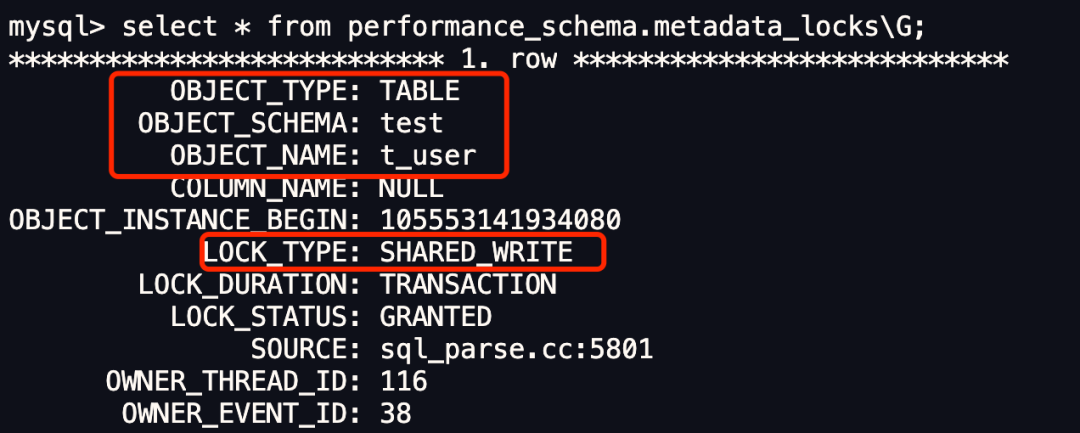 mysql> select * from performance_schema.metadata_locks\G;
*************************** 1. row ***************************
OBJECT_TYPE: TABLE
OBJECT_SCHEMA: test
OBJECT_NAME: t_user
COLUMN_NAME: NULL
OBJECT_INSTANCE_BEGIN: 105553141934080
LOCK_TYPE: SHARED_WRITE
LOCK_DURATION: TRANSACTION
LOCK_STATUS: GRANTED
SOURCE: sql_parse.cc:5801
OWNER_THREAD_ID: 116
OWNER_EVENT_ID: 38